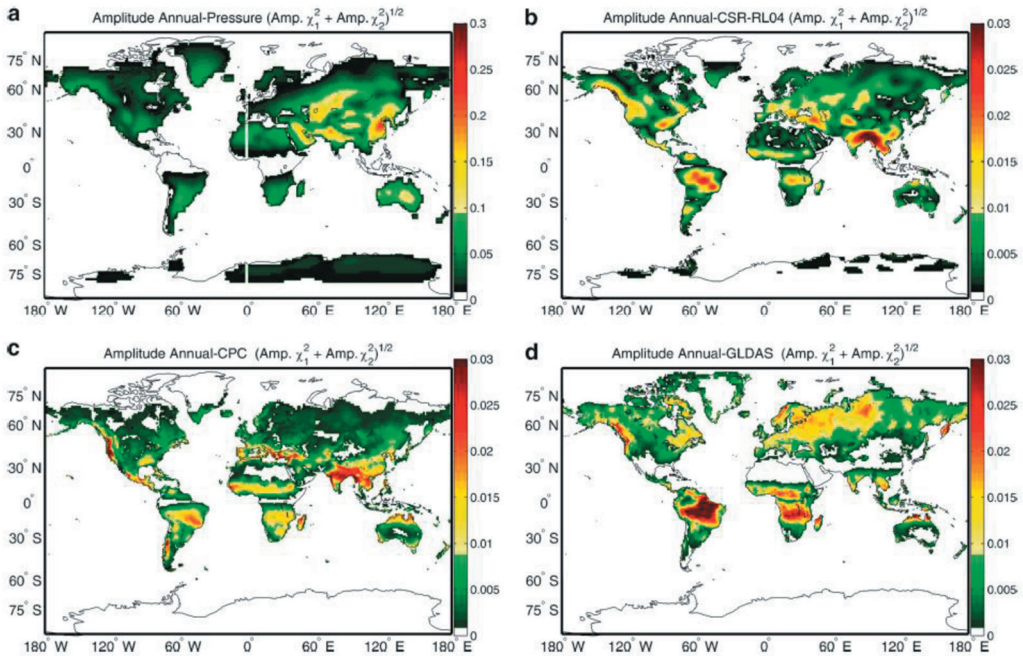 a
Amplitude Annual-Pressure (Amp. χ₁² + Amp. χ₂²)^1/2
75° N
60° N
30° N
0°
30° S
60° S
75° S
180° W 120° W 60° W 0° 60° E 120° E 180° E
0.3
0.25
0.2
0.15
0.1
0.05
0
b
Amplitude Annual-CSR-RL04 (Amp. χ₁² + Amp. χ₂²)^1/2
75° N
60° N
30° N
0°
30° S
60° S
75° S
180° W 120° W 60° W 0° 60° E 120° E 180° E
0.03
0.025
0.02
0.015
0.01
0.005
0
c
Amplitude Annual-CPC (Amp. χ₁² + Amp. χ₂²)^1/2
75° N
60° N
30° N
0°
30° S
60° S
75° S
180° W 120° W 60° W 0° 60° E 120° E 180° E
0.03
0.025
0.02
0.015
0.01
0.005
0
d
Amplitude Annual-GLDAS (Amp. χ₁² + Amp. χ₂²)^1/2
75° N
60° N
30° N
0°
30° S
60° S
75° S
180° W 120° W 60° W 0° 60° E 120° E 180° E
0.03
0.025
0.02
0.015
0.01
0.005
0